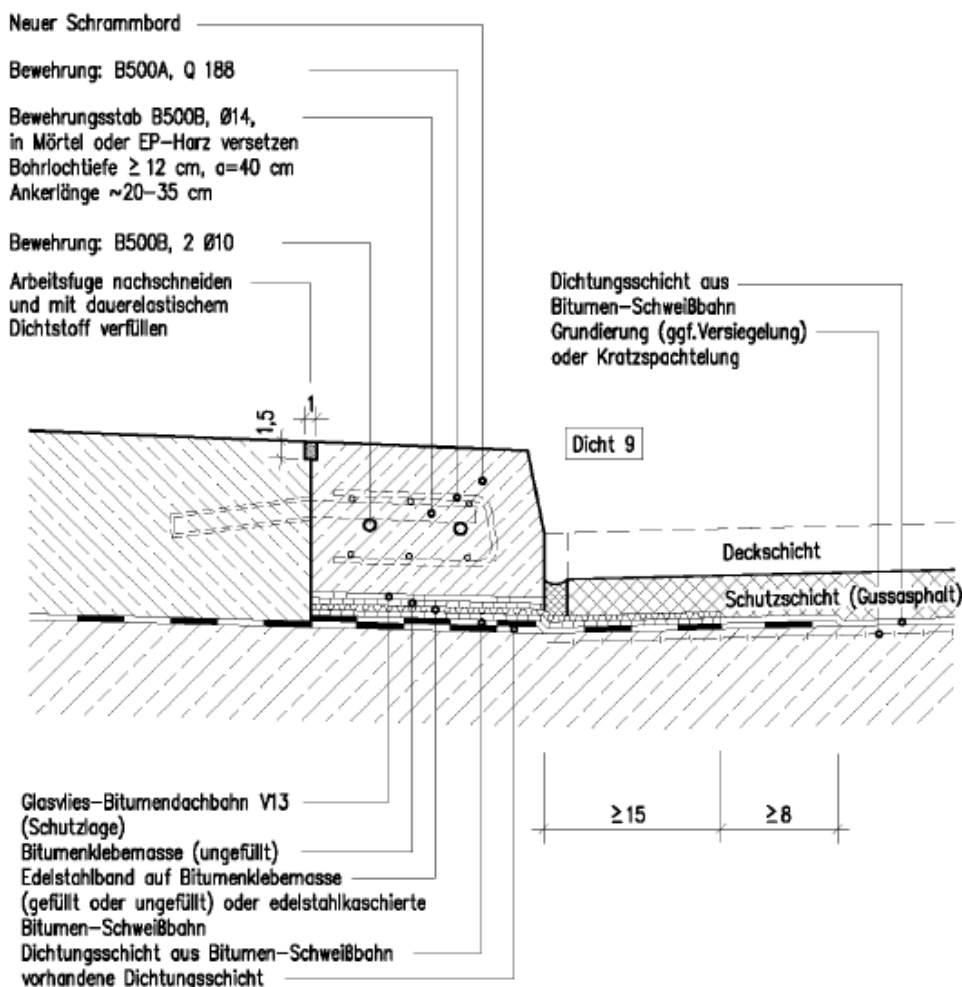 Neuer Schrammbord
Bewehrung: B500A, Q 188
Bewehrungsstab B500B, Ø14,
in Mörtel oder EP-Harz versetzen
Bohrlochtiefe ≥ 12 cm, a=40 cm
Ankerlänge ~20-35 cm
Bewehrung: B500B, 2 Ø10
Arbeitsfuge nachschneiden
und mit dauerelastischem
Dichtstoff verfüllen
Dichtungsschicht aus
Bitumen-Schweißbahn
Grundierung (ggf.Versiegelung)
oder Kratzspachtelung
1
1,5
Dicht 9
Deckschicht
Schutzschicht (Gussasphalt)
≥15
≥8
Glasvlies-Bitumendachbahn V13
(Schutzlage)
Bitumenklebemasse (ungefüllt)
Edelstahlband auf Bitumenklebemasse
(gefüllt oder ungefüllt) oder edelstahlkaschierte
Bitumen-Schweißbahn
Dichtungsschicht aus Bitumen-Schweißbahn
vorhandene Dichtungsschicht